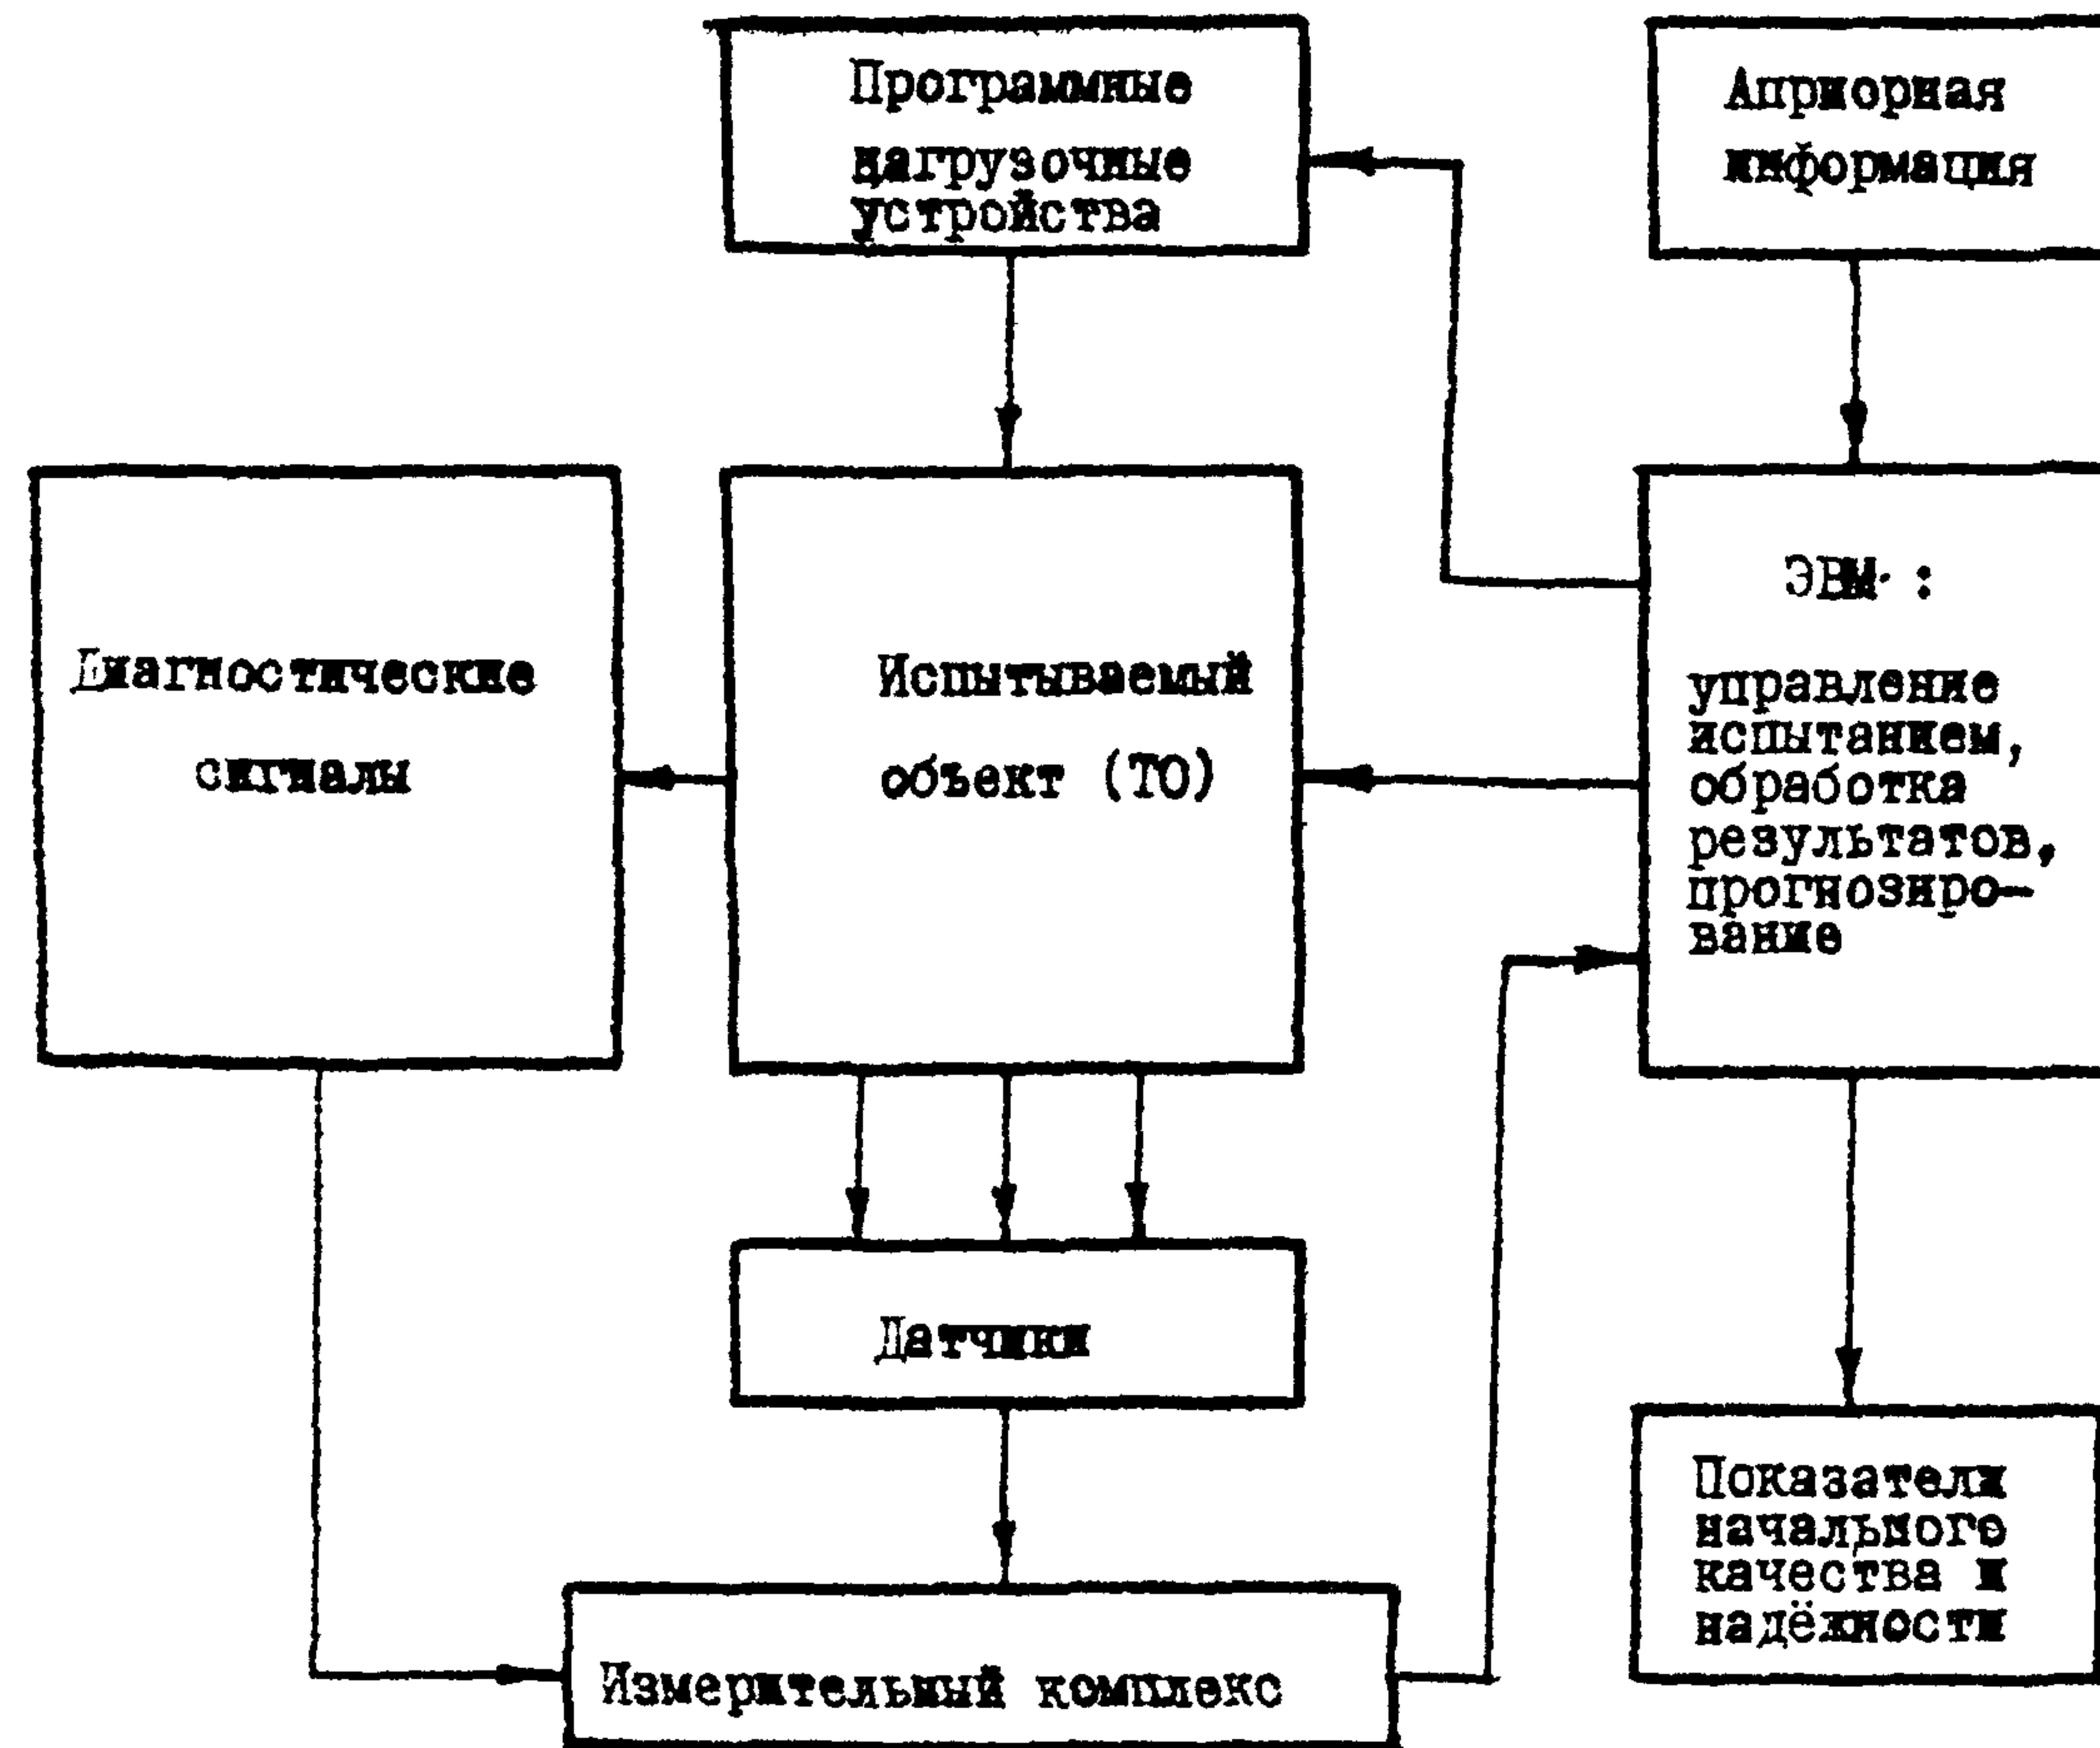 Программные
нагрузочные
устройства
Априорная
информация
Диагностические
сигналы
Испытываемый
объект (ТО)
ЭВМ :
управление
испытанием,
обработка
результатов,
прогнозиро-
вание
Датчики
Показатели
начального
качества и
надёжности
Измерительный комплекс